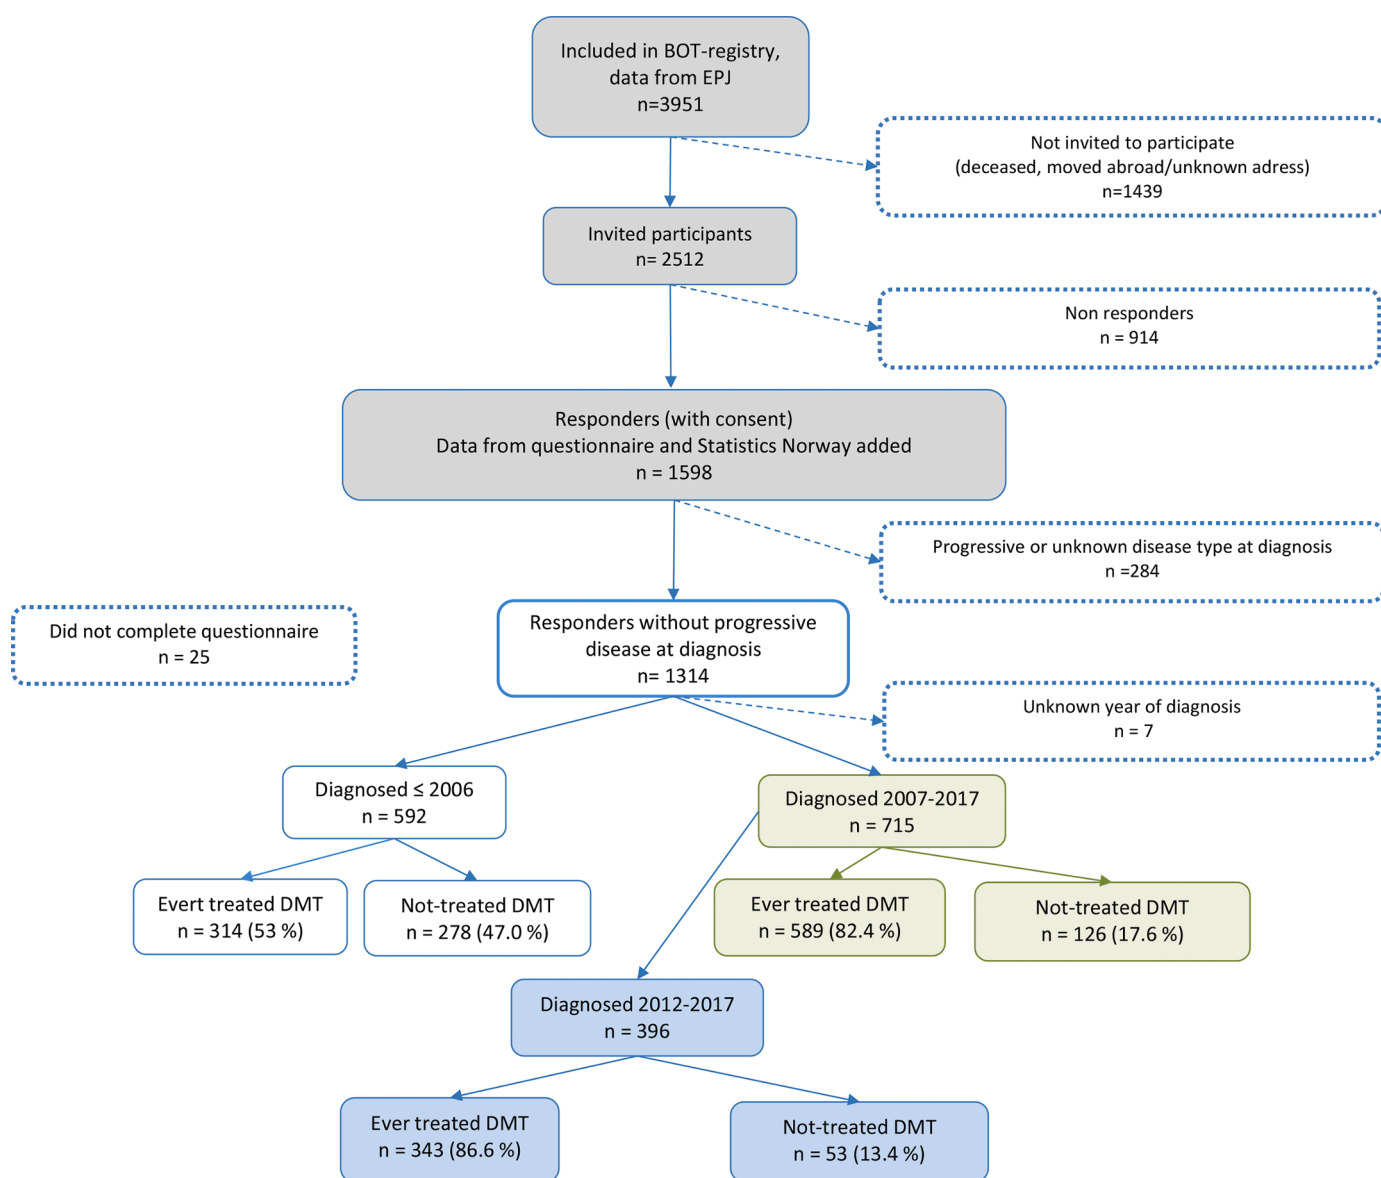 Included in BOT-registry,
data from EPJ
n=3951
Not invited to participate
(deceased, moved abroad/unknown adress)
n=1439
Invited participants
n= 2512
Non responders
n = 914
Responders (with consent)
Data from questionnaire and Statistics Norway added
n = 1598
Progressive or unknown disease type at diagnosis
n =284
Did not complete questionnaire
n = 25
Responders without progressive
disease at diagnosis
n= 1314
Unknown year of diagnosis
n = 7
Diagnosed ≤ 2006
n = 592
Diagnosed 2007-2017
n = 715
Evert treated DMT
n = 314 (53 %)
Not-treated DMT
n = 278 (47.0 %)
Ever treated DMT
n = 589 (82.4 %)
Not-treated DMT
n = 126 (17.6 %)
Diagnosed 2012-2017
n = 396
Ever treated DMT
n = 343 (86.6 %)
Not-treated DMT
n = 53 (13.4 %)